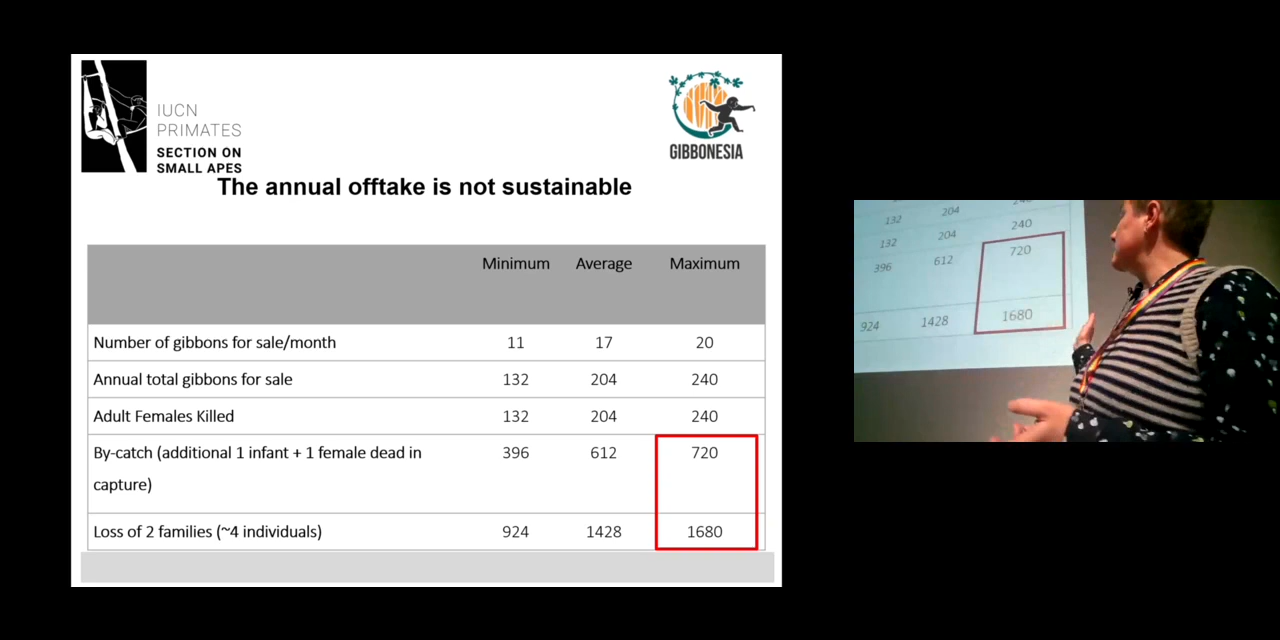 IUCN
PRIMATES
SECTION ON
SMALL APES
GIBBONESIA
The annual offtake is not sustainable
Minimum Average Maximum
Number of gibbons for sale/month 11 17 20
Annual total gibbons for sale 132 204 240
Adult Females Killed 132 204 240
By-catch (additional 1 infant + 1 female dead in 396 612 720
capture)
Loss of 2 families (~4 individuals) 924 1428 1680
132 204 240
132 204 240
396 612 720
924 1428 1680